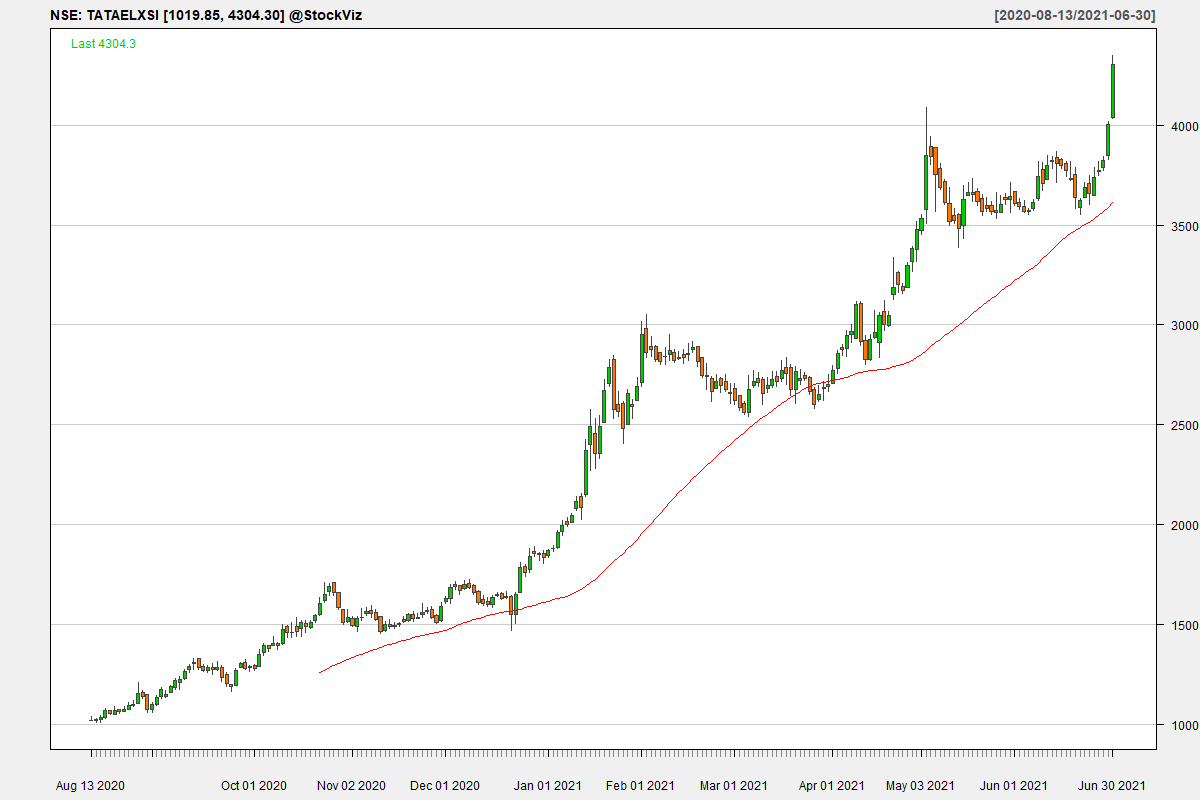 NSE: TATAELXSI [1019.85, 4304.30] @StockViz [2020-08-13/2021-06-30]
Last 4304.3
4000
3500
3000
2500
2000
1500
1000
Aug 13 2020 Oct 01 2020 Nov 02 2020 Dec 01 2020 Jan 01 2021 Feb 01 2021 Mar 01 2021 Apr 01 2021 May 03 2021 Jun 01 2021 Jun 30 2021